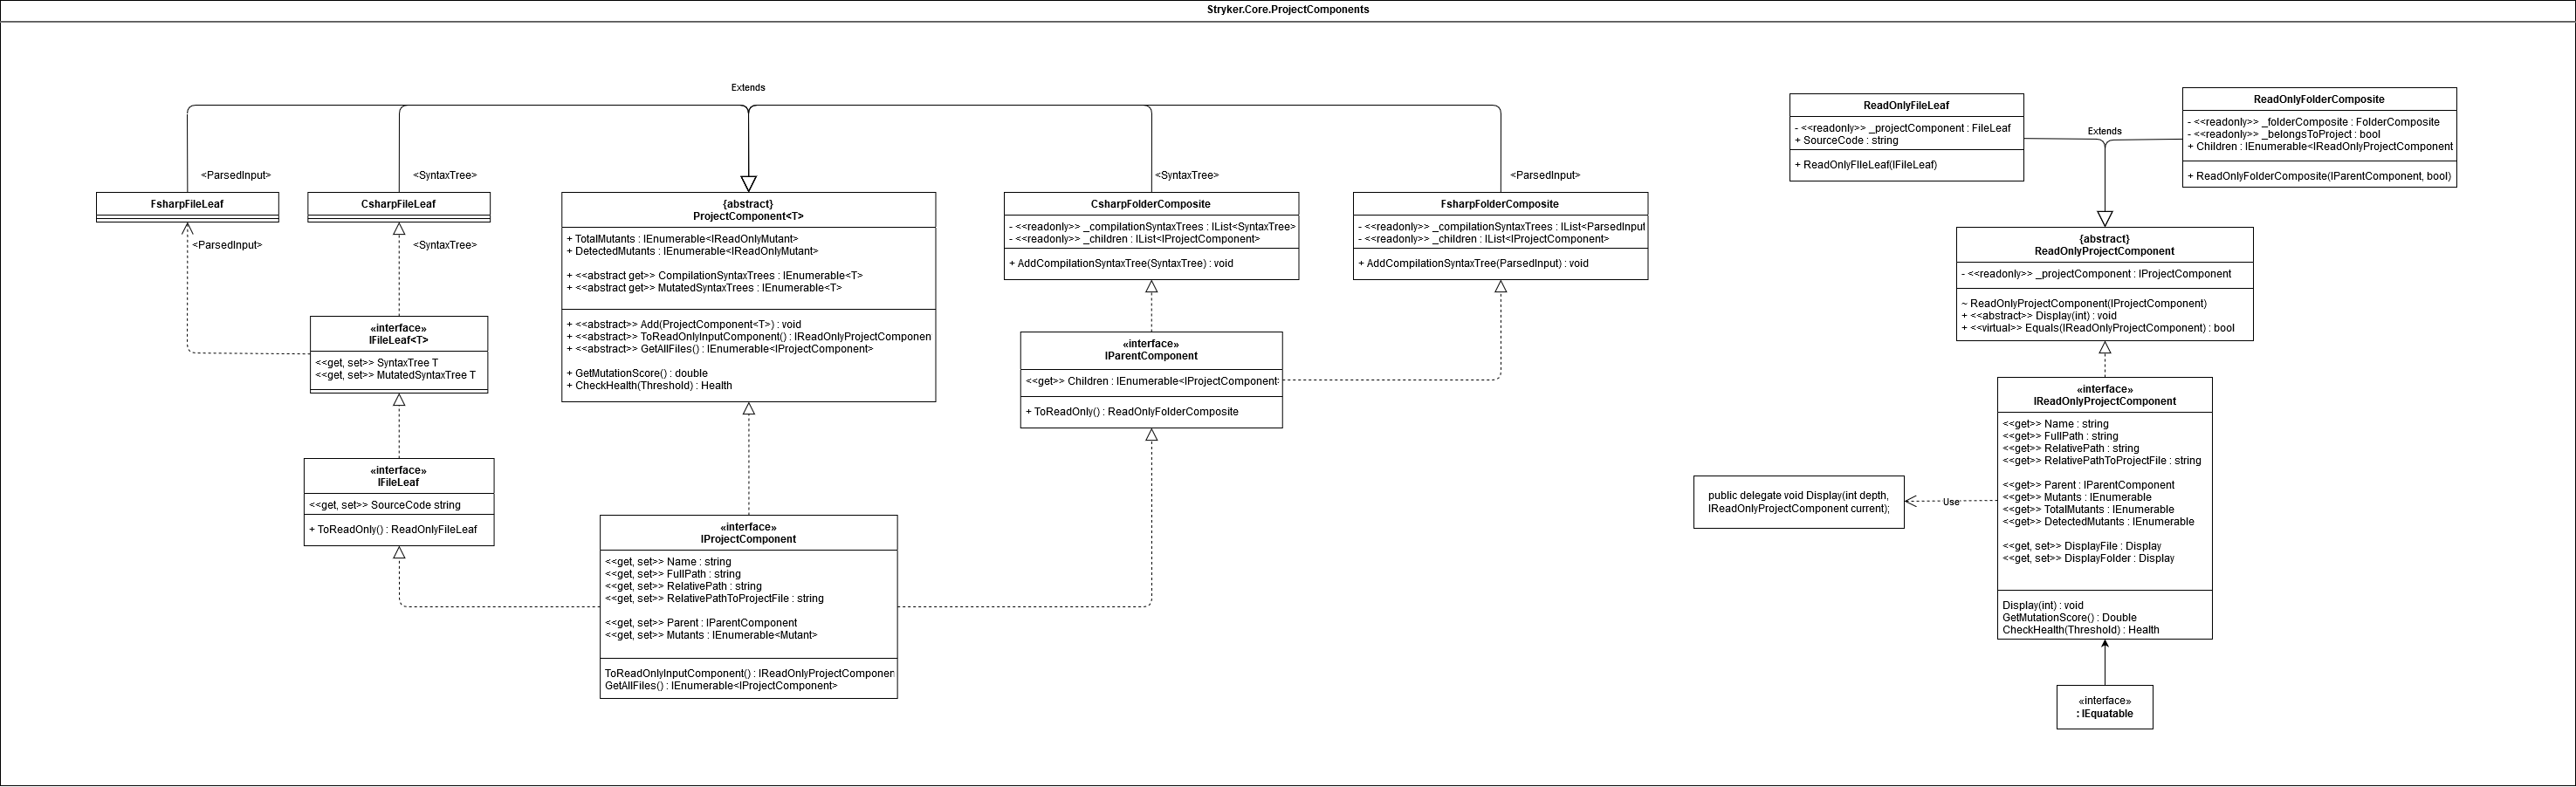 Stryker.Core.ProjectComponents
Extends
<ParsedInput>
<SyntaxTree>
<SyntaxTree>
<ParsedInput>
FsharpFileLeaf
<ParsedInput>
CsharpFileLeaf
<SyntaxTree>
«interface»
IFileLeaf<T>
<<get, set>> SyntaxTree T
<<get, set>> MutatedSyntaxTree T
«interface»
IFileLeaf
<<get, set>> SourceCode string
+ ToReadOnly() : ReadOnlyFileLeaf
{abstract}
ProjectComponent<T>
+ TotalMutants : IEnumerable<IReadOnlyMutant>
+ DetectedMutants : IEnumerable<IReadOnlyMutant>
+ <<abstract get>> CompilationSyntaxTrees : IEnumerable<T>
+ <<abstract get>> MutatedSyntaxTrees : IEnumerable<T>
+ <<abstract>> Add(ProjectComponent<T>) : void
+ <<abstract>> ToReadOnlyInputComponent() : IReadOnlyProjectComponen
+ <<abstract>> GetAllFiles() : IEnumerable<IProjectComponent>
+ GetMutationScore() : double
+ CheckHealth(Threshold) : Health
«interface»
IProjectComponent
<<get, set>> Name : string
<<get, set>> FullPath : string
<<get, set>> RelativePath : string
<<get, set>> RelativePathToProjectFile : string
<<get, set>> Parent : IParentComponent
<<get, set>> Mutants : IEnumerable<Mutant>
ToReadOnlyInputComponent() : IReadOnlyProjectComponen
GetAllFiles() : IEnumerable<IProjectComponent>
CsharpFolderComposite
- <<readonly>> _compilationSyntaxTrees : IList<SyntaxTree>
- <<readonly>> _children : IList<IProjectComponent>
+ AddCompilationSyntaxTree(SyntaxTree) : void
FsharpFolderComposite
- <<readonly>> _compilationSyntaxTrees : IList<ParsedInput
- <<readonly>> _children : IList<IProjectComponent>
+ AddCompilationSyntaxTree(ParsedInput) : void
«interface»
IParentComponent
<<get>> Children : IEnumerable<IProjectComponent>
+ ToReadOnly() : ReadOnlyFolderComposite
ReadOnlyFileLeaf
- <<readonly>> _projectComponent : FileLeaf
+ SourceCode : string
+ ReadOnlyFIleLeaf(IFileLeaf)
Extends
ReadOnlyFolderComposite
- <<readonly>> _folderComposite : FolderComposite
- <<readonly>> _belongsToProject : bool
+ Children : IEnumerable<IReadOnlyProjectComponent
+ ReadOnlyFolderComposite(IParentComponent, bool)
{abstract}
ReadOnlyProjectComponent
- <<readonly>> _projectComponent : IProjectComponent
~ ReadOnlyProjectComponent(IProjectComponent)
+ <<abstract>> Display(int) : void
+ <<virtual>> Equals(IReadOnlyProjectComponent) : bool
«interface»
IReadOnlyProjectComponent
<<get>> Name : string
<<get>> FullPath : string
<<get>> RelativePath : string
<<get>> RelativePathToProjectFile : string
<<get>> Parent : IParentComponent
<<get>> Mutants : IEnumerable
<<get>> TotalMutants : IEnumerable
<<get>> DetectedMutants : IEnumerable
<<get, set>> DisplayFile : Display
<<get, set>> DisplayFolder : Display
Display(int) : void
GetMutationScore() : Double
CheckHealth(Threshold) : Health
public delegate void Display(int depth,
IReadOnlyProjectComponent current);
Use
«interface»
: IEquatable